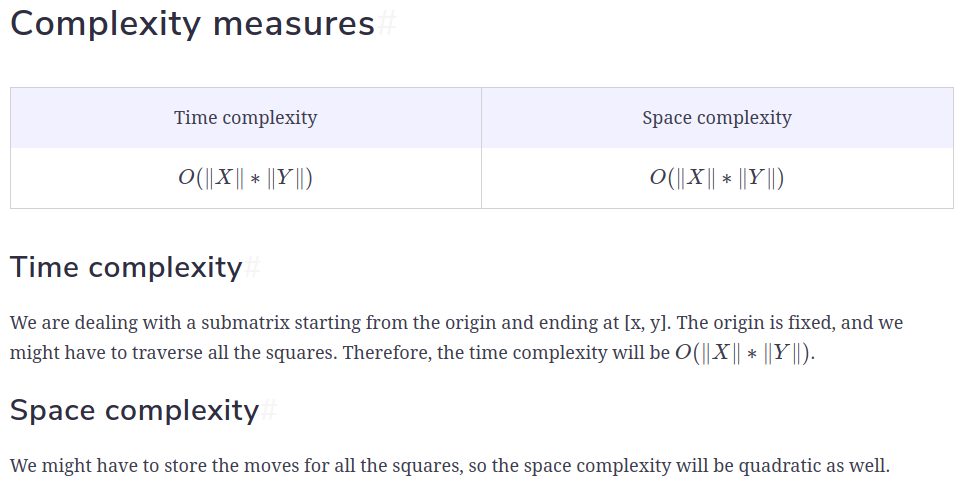 Complexity measures#
Time complexity
Space complexity
O(||X|| ∗ ||Y||)
O(||X|| ∗ ||Y||)
Time complexity#
We are dealing with a submatrix starting from the origin and ending at [x, y]. The origin is fixed, and we
might have to traverse all the squares. Therefore, the time complexity will be O(||X|| ∗ ||Y||).
Space complexity#
We might have to store the moves for all the squares, so the space complexity will be quadratic as well.